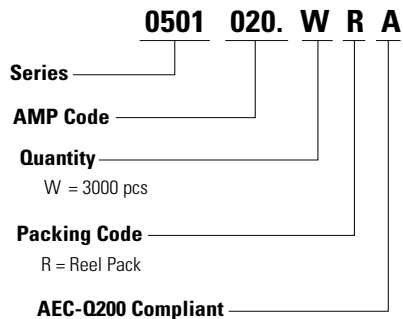 0501 020. W R A
Series
AMP Code
Quantity
W = 3000 pcs
Packing Code
R = Reel Pack
AEC-Q200 Compliant